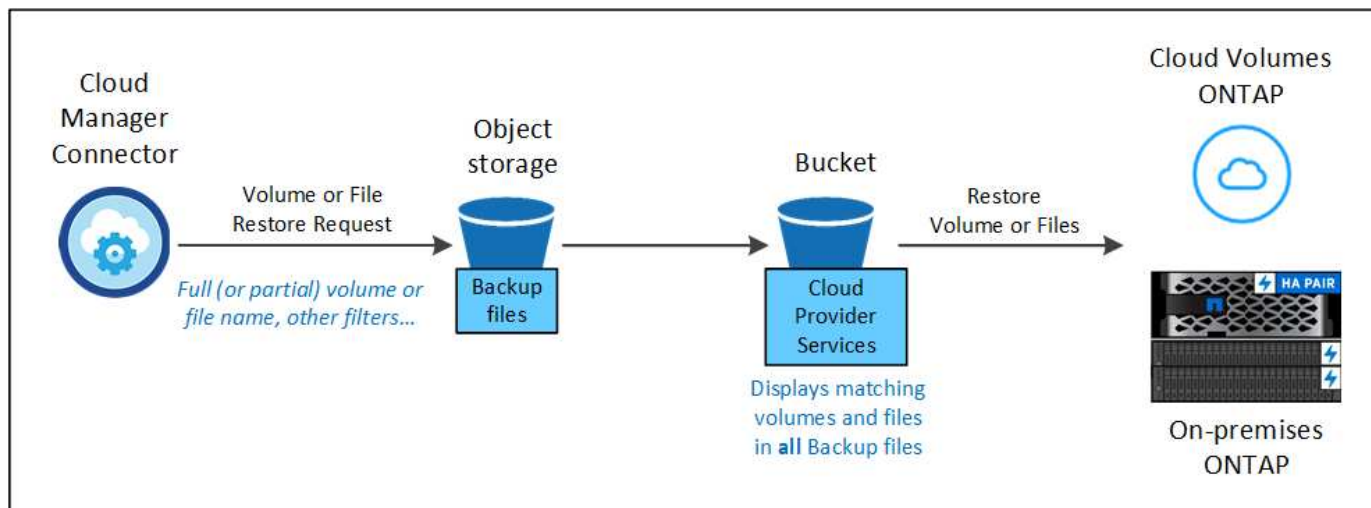 Cloud
Manager
Connector
Volume or File
Restore Request
Full (or partial) volume or
file name, other filters...
Object
storage
Backup
files
Bucket
Cloud
Provider
Services
Displays matching
volumes and files
in all Backup files
Restore
Volume or Files
Cloud Volumes
ONTAP
HA PAIR
On-premises
ONTAP